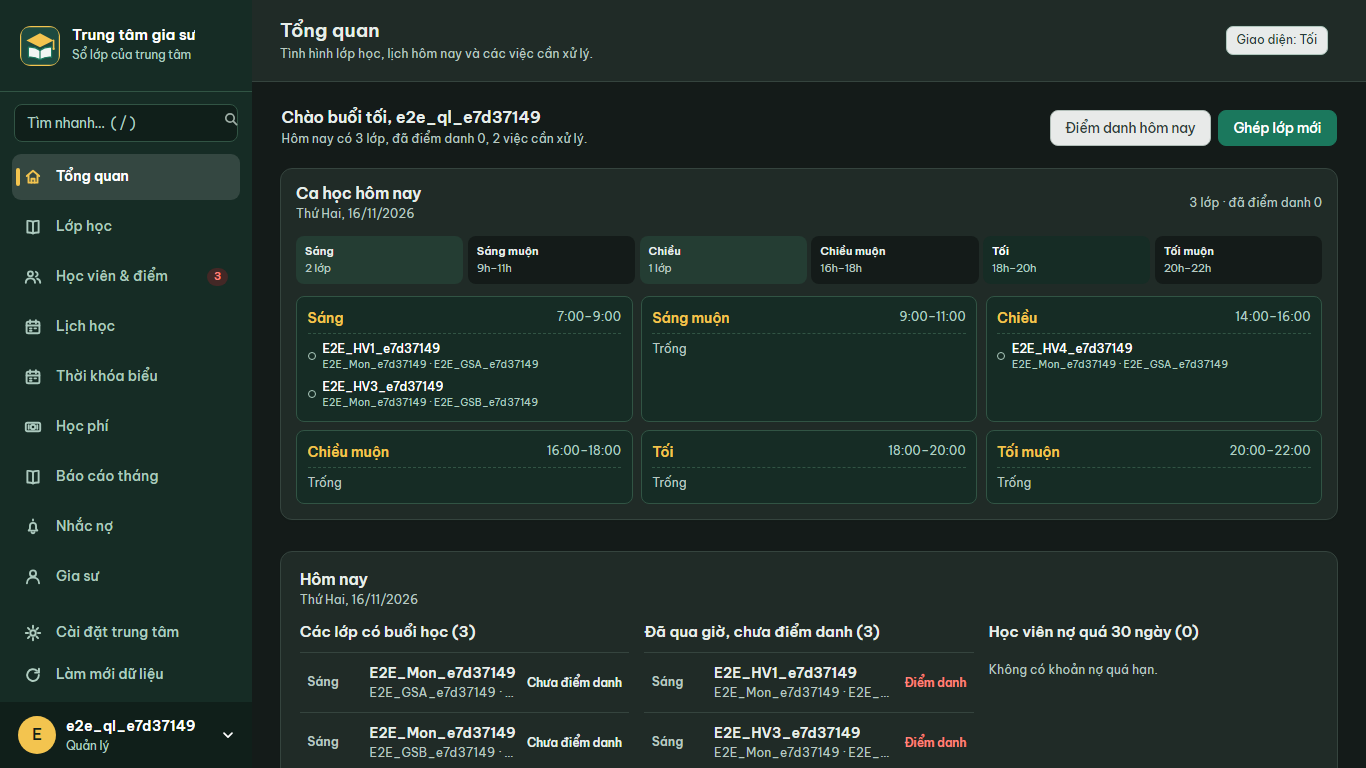 Trung tâm gia sư
Sổ lớp của trung tâm
Tìm nhanh... ( / )
Tổng quan
Lớp học
Học viên & điểm
3
Lịch học
Thời khóa biểu
Học phí
Báo cáo tháng
Nhắc nợ
Gia sư
Cài đặt trung tâm
Làm mới dữ liệu
E
e2e_ql_e7d37149
Quản lý
Tổng quan
Tình hình lớp học, lịch hôm nay và các việc cần xử lý.
Giao diện: Tối
Chào buổi tối, e2e_ql_e7d37149
Hôm nay có 3 lớp, đã điểm danh 0, 2 việc cần xử lý.
Điểm danh hôm nay
Ghép lớp mới
Ca học hôm nay
Thứ Hai, 16/11/2026
3 lớp · đã điểm danh 0
Sáng
2 lớp
Sáng muộn
9h–11h
Chiều
1 lớp
Chiều muộn
16h–18h
Tối
18h–20h
Tối muộn
20h–22h
Sáng 7:00–9:00
E2E_HV1_e7d37149
E2E_Mon_e7d37149 · E2E_GSA_e7d37149
E2E_HV3_e7d37149
E2E_Mon_e7d37149 · E2E_GSB_e7d37149
Sáng muộn 9:00–11:00
Trống
Chiều 14:00–16:00
E2E_HV4_e7d37149
E2E_Mon_e7d37149 · E2E_GSA_e7d37149
Chiều muộn 16:00–18:00
Trống
Tối 18:00–20:00
Trống
Tối muộn 20:00–22:00
Trống
Hôm nay
Thứ Hai, 16/11/2026
Các lớp có buổi học (3)
Sáng
E2E_Mon_e7d37149
E2E_GSA_e7d37149 · ...
Chưa điểm danh
Sáng
E2E_Mon_e7d37149
E2E_GSB_e7d37149 · ...
Chưa điểm danh
Đã qua giờ, chưa điểm danh (3)
Sáng
E2E_HV1_e7d37149
E2E_Mon_e7d37149 · E2E_...
Điểm danh
Sáng
E2E_HV3_e7d37149
E2E_Mon_e7d37149 · E2E_...
Điểm danh
Học viên nợ quá 30 ngày (0)
Không có khoản nợ quá hạn.